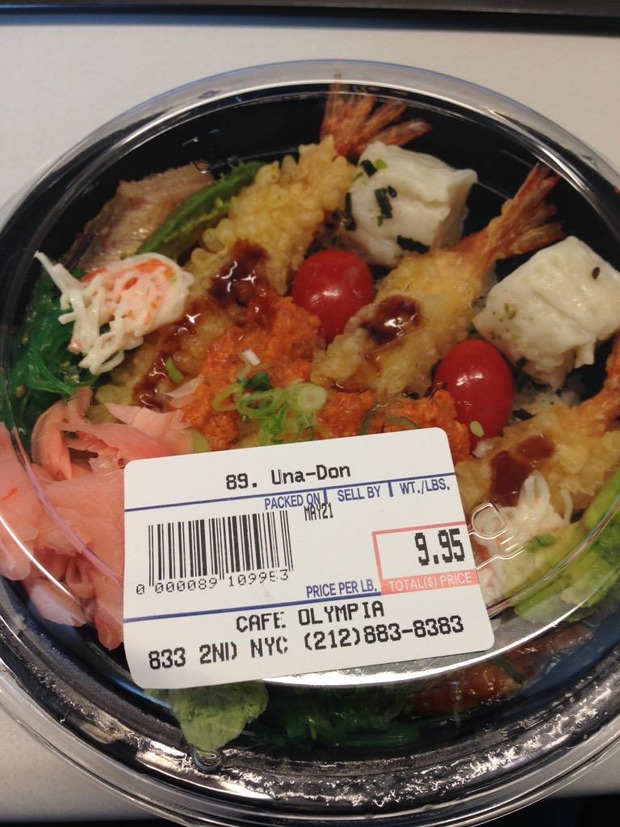 89. Una-Don
PACKED ON SELL BY WT./LBS.
MAY21
9.95
0 000089 109953
PRICE PER LB. TOTAL($) PRICE
CAFE OLYMPIA
833 2ND NYC (212)883-8383